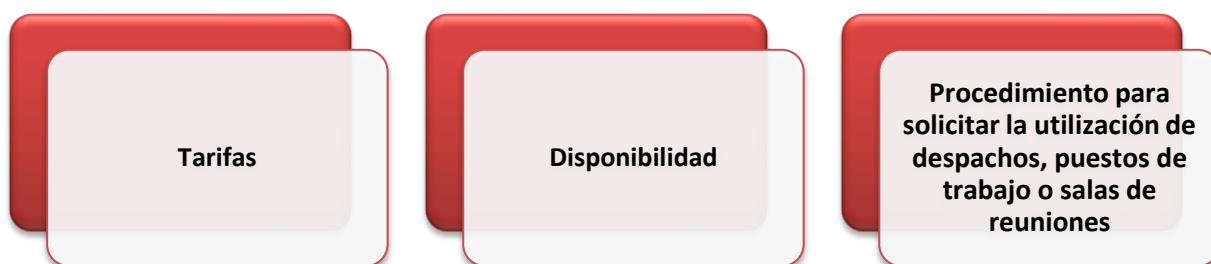 Tarifas
Disponibilidad
Procedimiento para
solicitar la utilización de
despachos, puestos de
trabajo o salas de
reuniones